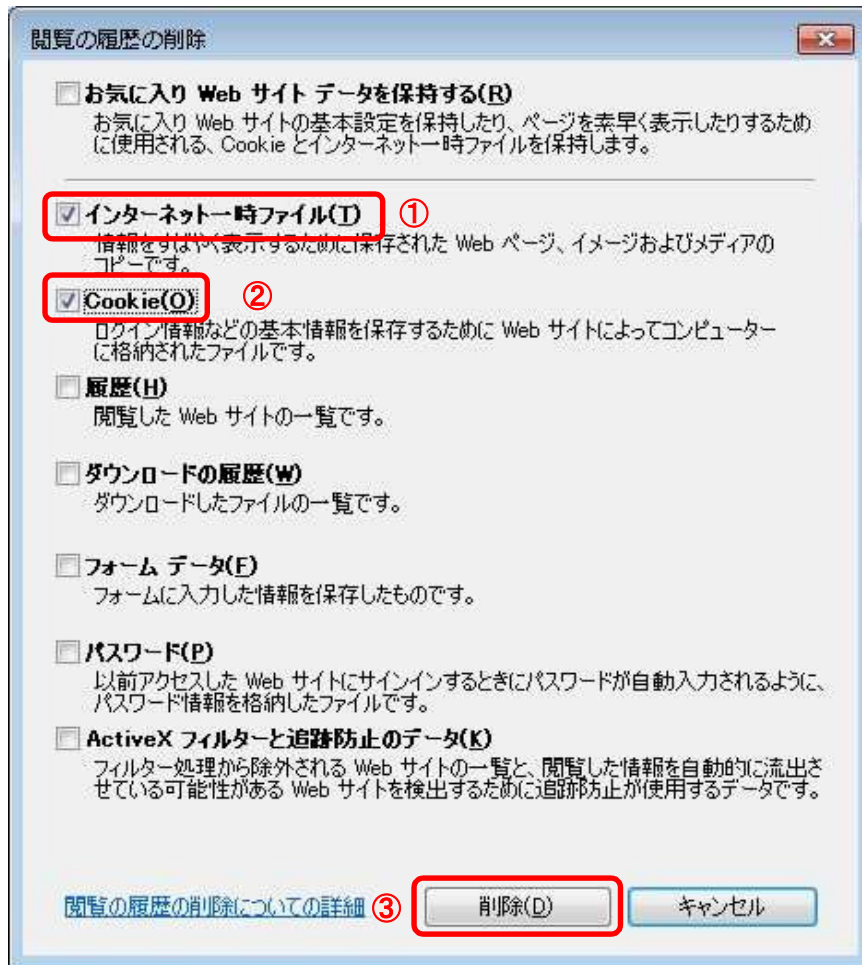 閲覧の履歴の削除
お気に入り Web サイト データを保持する(R)
お気に入り Web サイトの基本設定を保持したり、ページを素早く表示したりするため
に使用される、Cookie とインターネット一時ファイルを保持します。
インターネット一時ファイル(T) ①
情報をすばやく表示するために保存された Web ページ、イメージおよびメディアの
コピーです。
Cookie(O) ②
ログイン情報などの基本情報を保存するために Web サイトによってコンピューター
に格納されたファイルです。
履歴(H)
閲覧した Web サイトの一覧です。
ダウンロードの履歴(W)
ダウンロードしたファイルの一覧です。
フォーム データ(F)
フォームに入力した情報を保存したものです。
パスワード(P)
以前アクセスした Web サイトにサインインするときにパスワードが自動入力されるように、
パスワード情報を格納したファイルです。
ActiveX フィルターと追跡防止のデータ(K)
フィルター処理から除外される Web サイトの一覧と、閲覧した情報を自動的に流出さ
せている可能性がある Web サイトを検出するために追跡防止が使用するデータです。
閲覧の履歴の削除についての詳細 ③ 削除(D) キャンセル